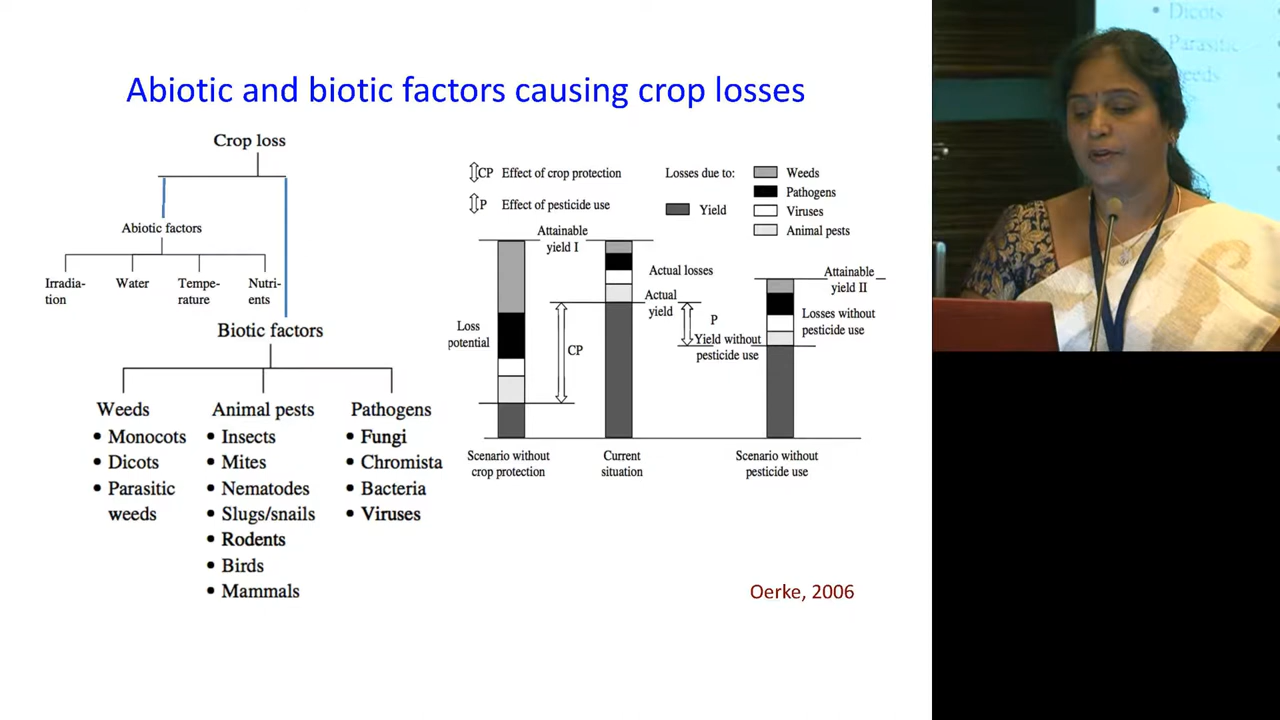 Abiotic and biotic factors causing crop losses
Crop loss
Abiotic factors
Irradia-
tion
Water
Tempe-
rature
Nutri-
ents
Biotic factors
Weeds
• Monocots
• Dicots
• Parasitic
weeds
Animal pests
• Insects
• Mites
• Nematodes
• Slugs/snails
• Rodents
• Birds
• Mammals
Pathogens
• Fungi
• Chromista
• Bacteria
• Viruses
CP Effect of crop protection
P Effect of pesticide use
Losses due to:
Yield
Weeds
Pathogens
Viruses
Animal pests
Attainable
yield I
Loss
potential
CP
Actual losses
Actual
yield
P
Yield without
pesticide use
Attainable
yield II
Losses without
pesticide use
Scenario without
crop protection
Current
situation
Scenario without
pesticide use
Oerke, 2006
• Dicots
• Parasitic
weeds